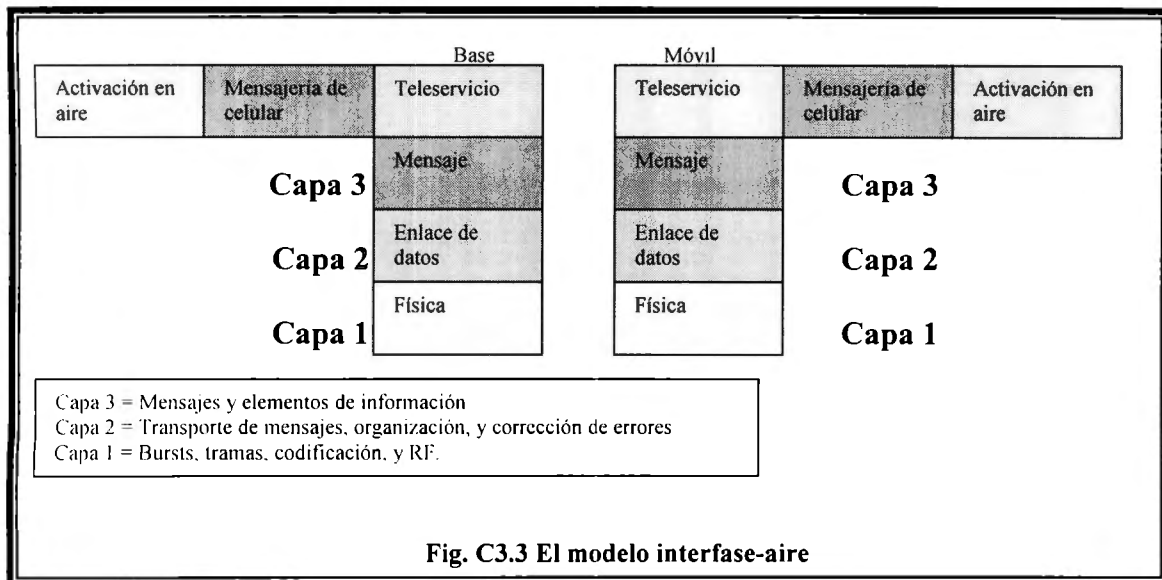 Base Móvil
Activación en aire
Mensajería de celular
Teleservicio
Teleservicio
Mensajería de celular
Activación en aire
Capa 3
Mensaje
Mensaje
Capa 3
Capa 2
Enlace de datos
Enlace de datos
Capa 2
Capa 1
Física
Física
Capa 1
Capa 3 = Mensajes y elementos de información
Capa 2 = Transporte de mensajes, organización, y corrección de errores
Capa 1 = Bursts, tramas, codificación, y RF.
Fig. C3.3 El modelo interfase-aire